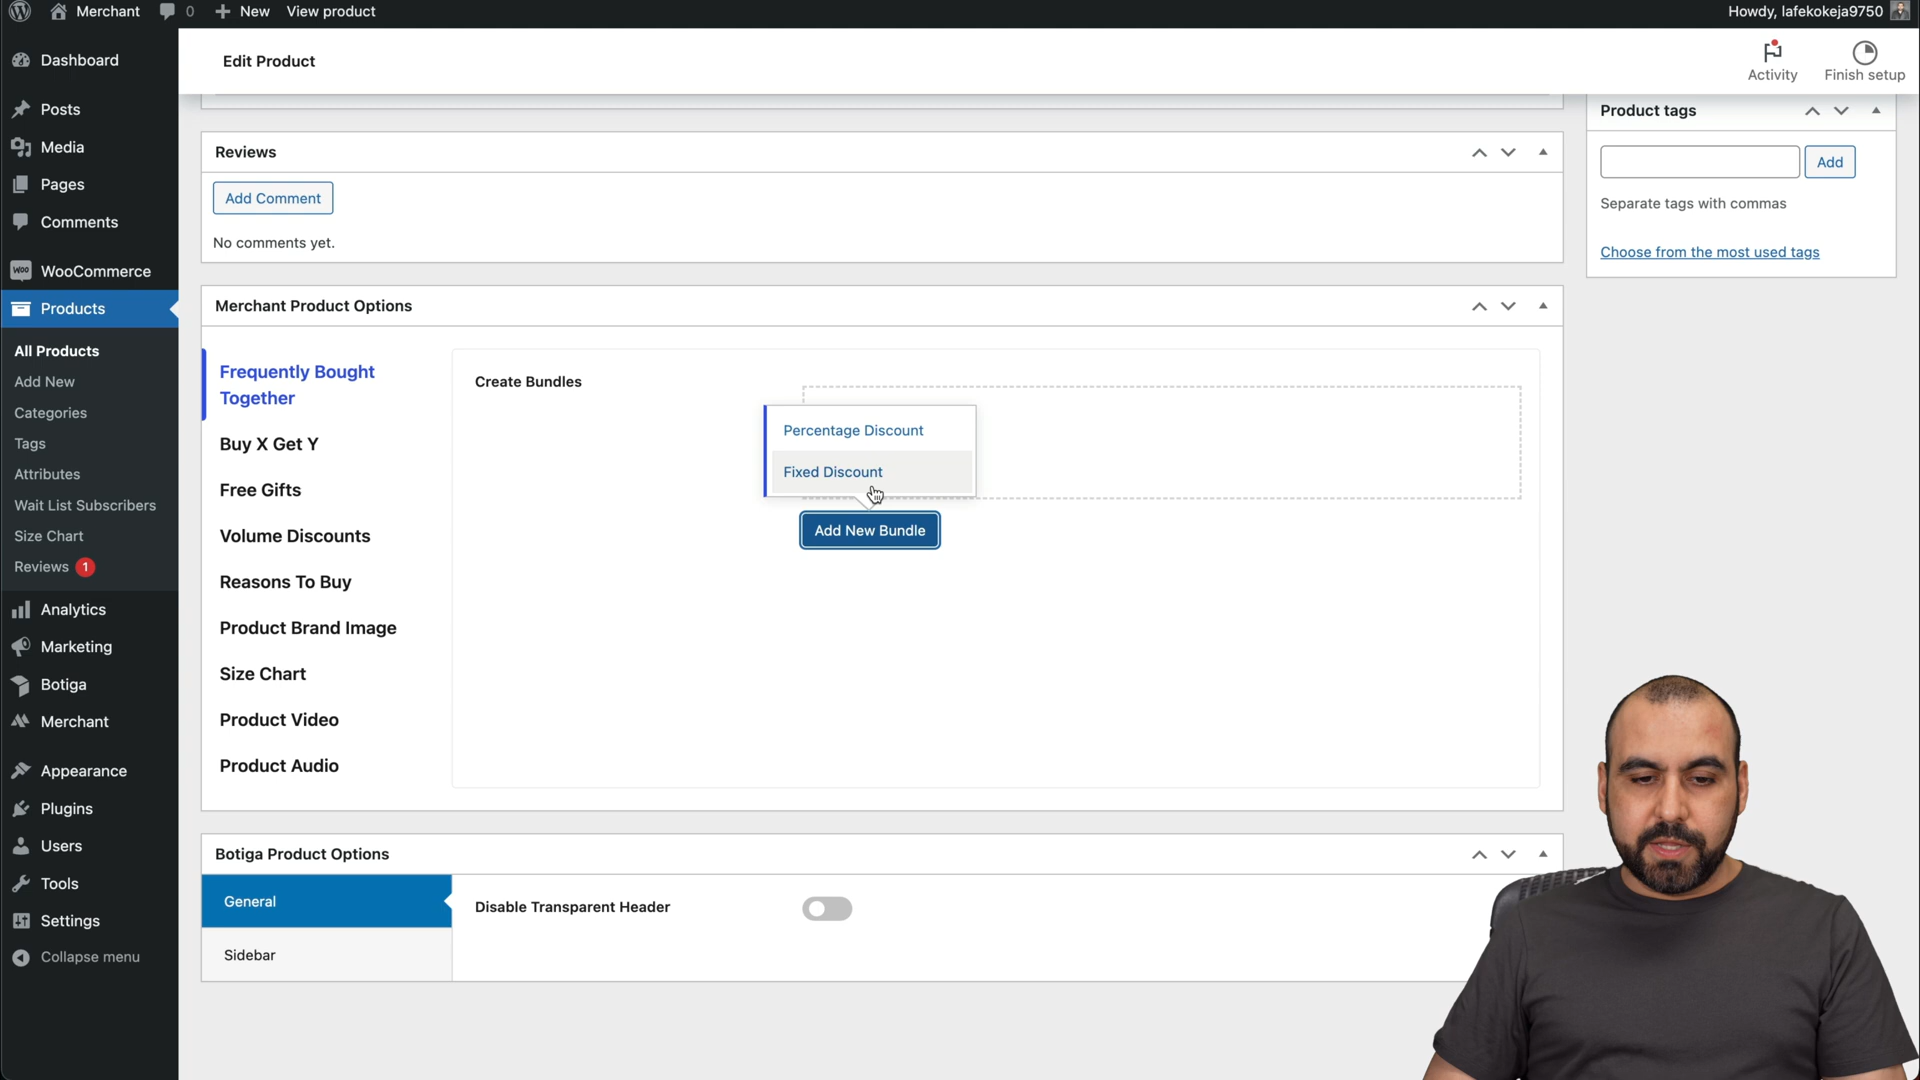 Merchant
0
New
View product
Howdy, lafekokeja9750
Dashboard
Posts
Media
Pages
Comments
WOO
WooCommerce
Products
All Products
Add New
Categories
Tags
Attributes
Wait List Subscribers
Size Chart
Reviews 1
Analytics
Marketing
Botiga
Merchant
Appearance
Plugins
Users
Tools
Settings
Collapse menu
Edit Product
Activity
Finish setup
Reviews
Add Comment
No comments yet.
Merchant Product Options
Frequently Bought
Together
Buy X Get Y
Free Gifts
Volume Discounts
Reasons To Buy
Product Brand Image
Size Chart
Product Video
Product Audio
Create Bundles
Percentage Discount
Fixed Discount
Add New Bundle
Botiga Product Options
General
Sidebar
Disable Transparent Header
Product tags
Add
Separate tags with commas
Choose from the most used tags